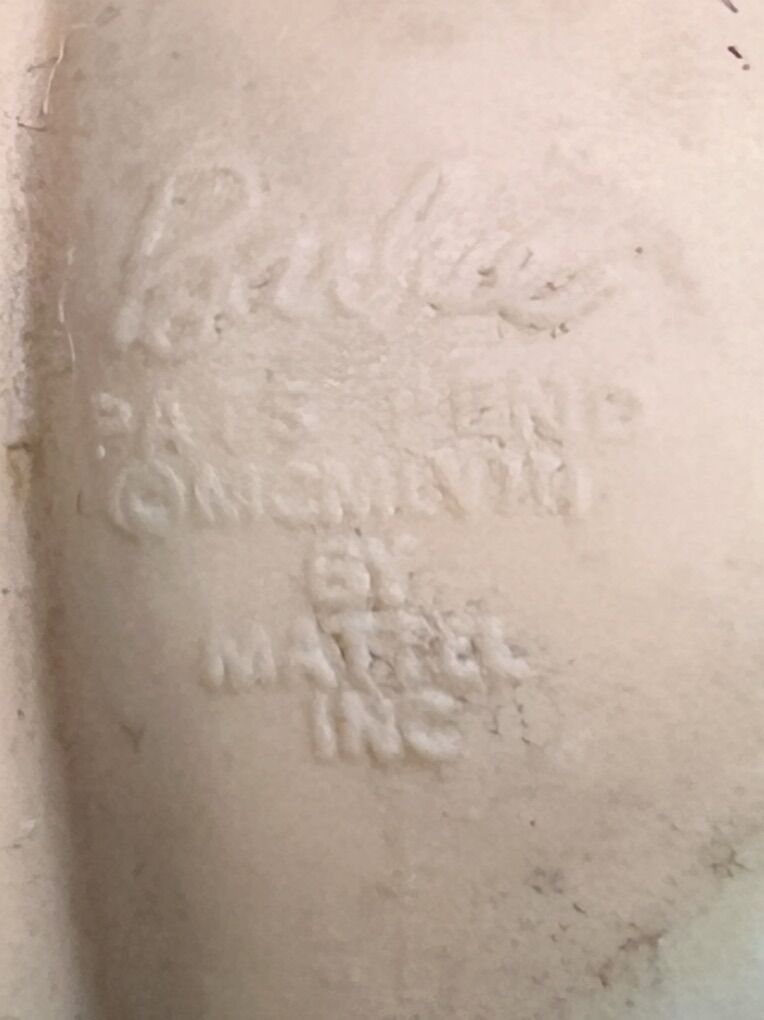 Barbie
PATS. PEND
©MCMLVIII
BY
MATTEL
INC